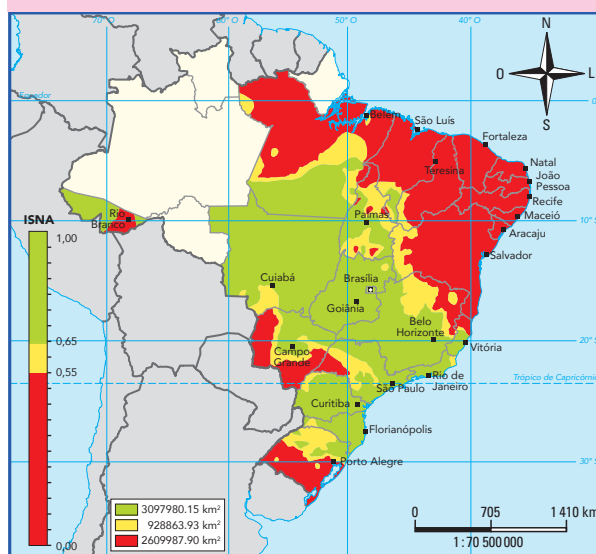 70° O
60° O
50° O
40° O
N
O
L
S
Equador
0°
Belém
São Luís
Fortaleza
Teresina
Natal
João
Pessoa
Recife
Maceió
Aracaju
Salvador
Rio
Branco
Palmas
10° S
ISNA
1,00
0,65
0,55
0,00
Cuiabá
Brasília
Goiânia
Belo
Horizonte
Vitória
20° S
Campo
Grande
Rio de
Janeiro
São Paulo
Trópico de Capricórnio
Curitiba
Florianópolis
Porto Alegre
30° S
3097980.15 km²
928863.93 km²
2609987.90 km²
0 705 1 410 km
1:70 500 000